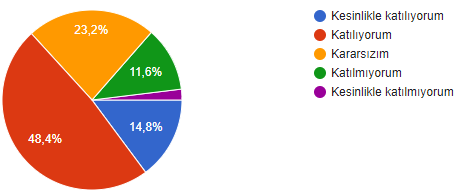 23,2%
11,6%
14,8%
48,4%
Kesinlikle katılıyorum
Katılıyorum
Kararsızım
Katılmıyorum
Kesinlikle katılmıyorum